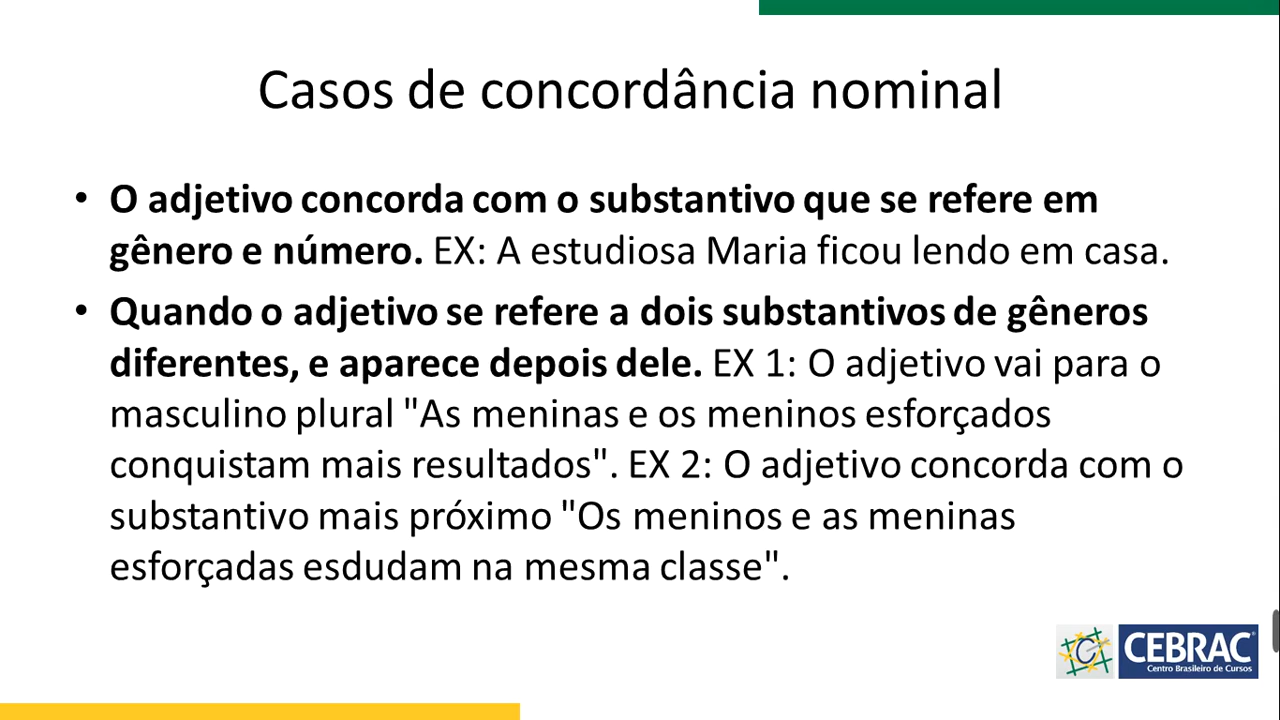 Casos de concordância nominal
• O adjetivo concorda com o substantivo que se refere em
gênero e número. EX: A estudiosa Maria ficou lendo em casa.
• Quando o adjetivo se refere a dois substantivos de gêneros
diferentes, e aparece depois dele. EX 1: O adjetivo vai para o
masculino plural "As meninas e os meninos esforçados
conquistam mais resultados". EX 2: O adjetivo concorda com o
substantivo mais próximo "Os meninos e as meninas
esforçadas esdudam na mesma classe".
CEBRAC®
Centro Brasileiro de Cursos